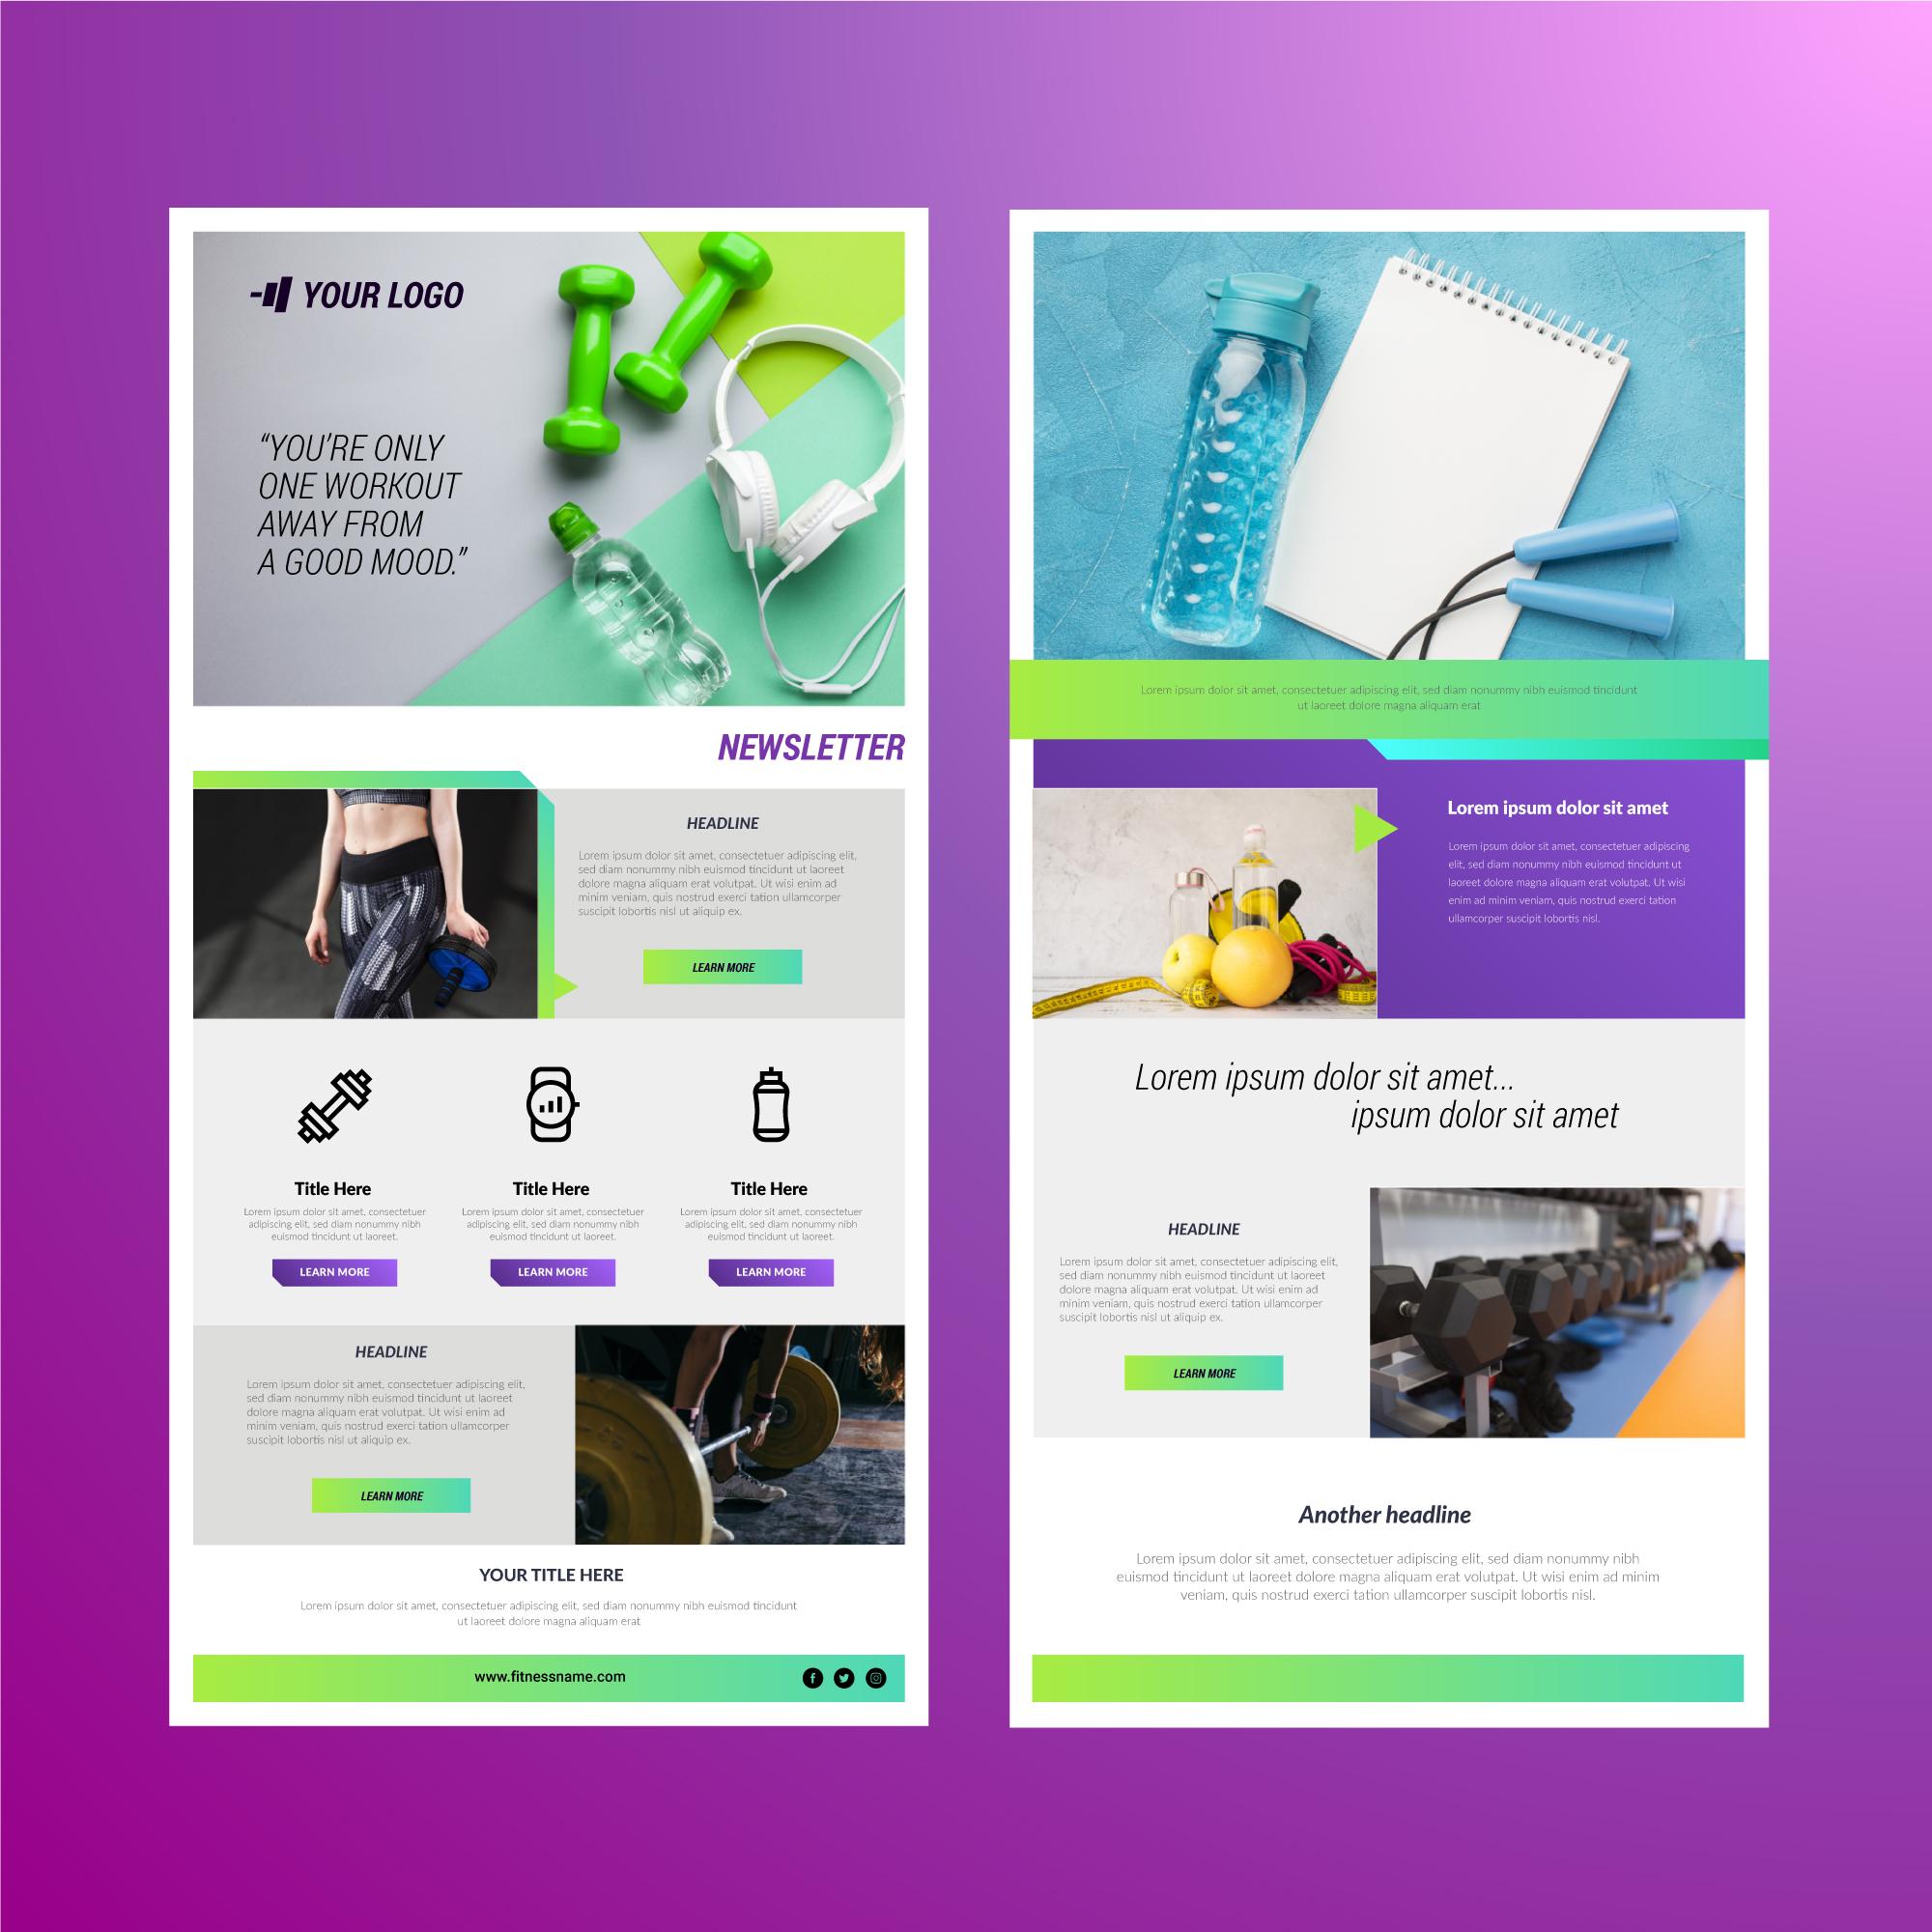 YOUR LOGO
“YOU’RE ONLY
ONE WORKOUT
AWAY FROM
A GOOD MOOD.”
NEWSLETTER
HEADLINE
Lorem ipsum dolor sit amet, consectetuer adipiscing elit,
sed diam nonummy nibh euismod tincidunt ut laoreet
dolore magna aliquam erat volutpat. Ut wisi enim ad
minim veniam, quis nostrud exerci tation ullamcorper
suscipit lobortis nisl ut aliquip ex.
LEARN MORE
Title Here
Lorem ipsum dolor sit amet, consectetuer
adipiscing elit, sed diam nonummy nibh
euismod tincidunt ut laoreet.
LEARN MORE
Title Here
Lorem ipsum dolor sit amet, consectetuer
adipiscing elit, sed diam nonummy nibh
euismod tincidunt ut laoreet.
LEARN MORE
Title Here
Lorem ipsum dolor sit amet, consectetuer
adipiscing elit, sed diam nonummy nibh
euismod tincidunt ut laoreet.
LEARN MORE
HEADLINE
Lorem ipsum dolor sit amet, consectetuer adipiscing elit,
sed diam nonummy nibh euismod tincidunt ut laoreet
dolore magna aliquam erat volutpat. Ut wisi enim ad
minim veniam, quis nostrud exerci tation ullamcorper
suscipit lobortis nisl ut aliquip ex.
LEARN MORE
YOUR TITLE HERE
Lorem ipsum dolor sit amet, consectetuer adipiscing elit, sed diam nonummy nibh euismod tincidunt
ut laoreet dolore magna aliquam erat
www.fitnessname.com
Lorem ipsum dolor sit amet, consectetuer adipiscing elit, sed diam nonummy nibh euismod tincidunt
ut laoreet dolore magna aliquam erat
Lorem ipsum dolor sit amet
Lorem ipsum dolor sit amet, consectetuer adipiscing
elit, sed diam nonummy nibh euismod tincidunt ut
laoreet dolore magna aliquam erat volutpat. Ut wisi
enim ad minim veniam, quis nostrud exerci tation
ullamcorper suscipit lobortis nisl.
Lorem ipsum dolor sit amet...
ipsum dolor sit amet
HEADLINE
Lorem ipsum dolor sit amet, consectetuer adipiscing elit,
sed diam nonummy nibh euismod tincidunt ut laoreet
dolore magna aliquam erat volutpat. Ut wisi enim ad
minim veniam, quis nostrud exerci tation ullamcorper
suscipit lobortis nisl ut aliquip ex.
LEARN MORE
Another headline
Lorem ipsum dolor sit amet, consectetuer adipiscing elit, sed diam nonummy nibh
euismod tincidunt ut laoreet dolore magna aliquam erat volutpat. Ut wisi enim ad minim
veniam, quis nostrud exerci tation ullamcorper suscipit lobortis nisl.